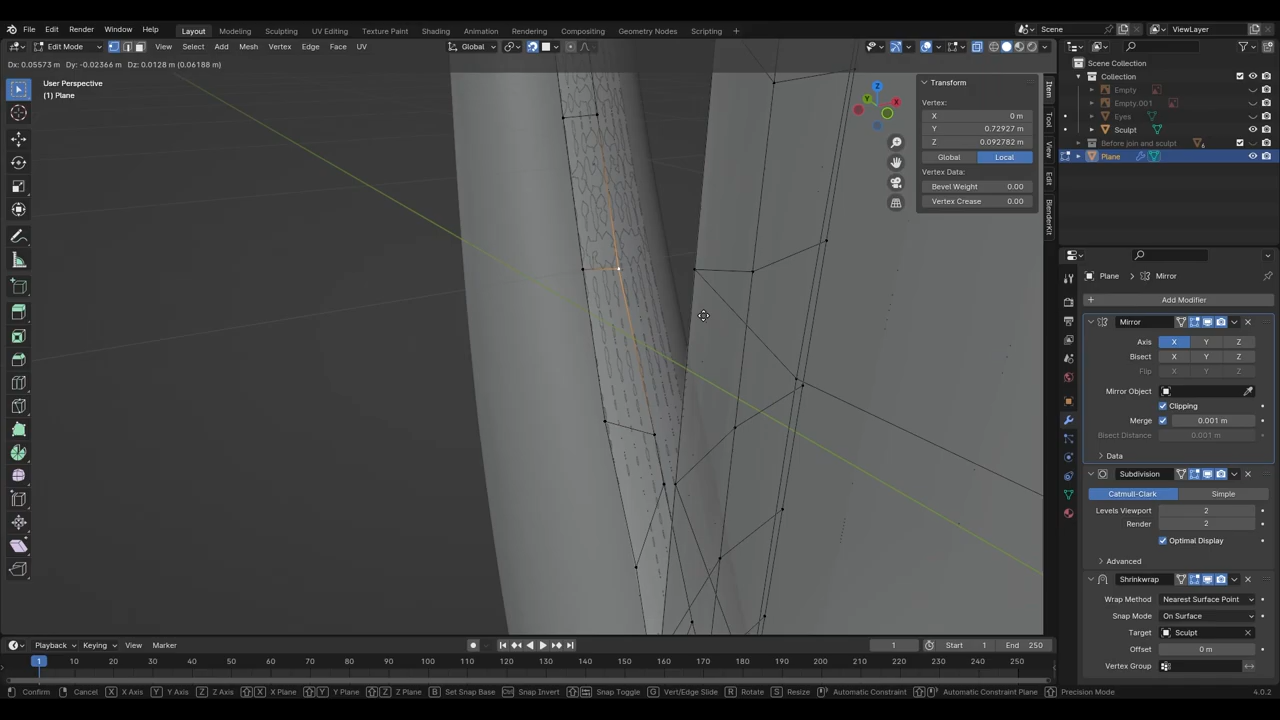 File Edit Render Window Help
Layout Modeling Sculpting UV Editing Texture Paint Shading Animation Rendering Compositing Geometry Nodes Scripting
Scene ViewLayer
Edit Mode View Select Add Mesh Vertex Edge Face UV Global
Dx: 0.05573 m Dy: -0.02366 m Dz: 0.0128 m (0.06188 m)
User Perspective
(1) Plane
Z
Y
X
Transform
Vertex:
X 0 m
Y 0.72927 m
Z 0.092782 m
Global Local
Vertex Data:
Bevel Weight 0.00
Vertex Crease 0.00
Item
Tool
View
Edit
BlenderKit
Scene Collection
Collection
Empty
Empty.001
Eyes
Sculpt
Before join and sculpt 6
Plane
Plane > Mirror
Add Modifier
Mirror
Axis X Y Z
Bisect X Y Z
Flip X Y Z
Mirror Object
Clipping
Merge 0.001 m
Bisect Distance 0.001 m
Data
Subdivision
Catmull-Clark Simple
Levels Viewport 2
Render 2
Optimal Display
Advanced
Shrinkwrap
Wrap Method Nearest Surface Point
Snap Mode On Surface
Target Sculpt
Offset 0 m
Vertex Group
Playback Keying View Marker 1 Start 1 End 250
1 10 20 30 40 50 60 70 80 90 100 110 120 130 140 150 160 170 180 190 200 210 220 230 240 250
Confirm Cancel X X Axis Y Y Axis Z Z Axis X X Plane Y Y Plane Z Z Plane B Set Snap Base Snap Invert Snap Toggle G Vert/Edge Slide R Rotate S Resize Automatic Constraint Automatic Constraint Plane Precision Mode 4.0.2